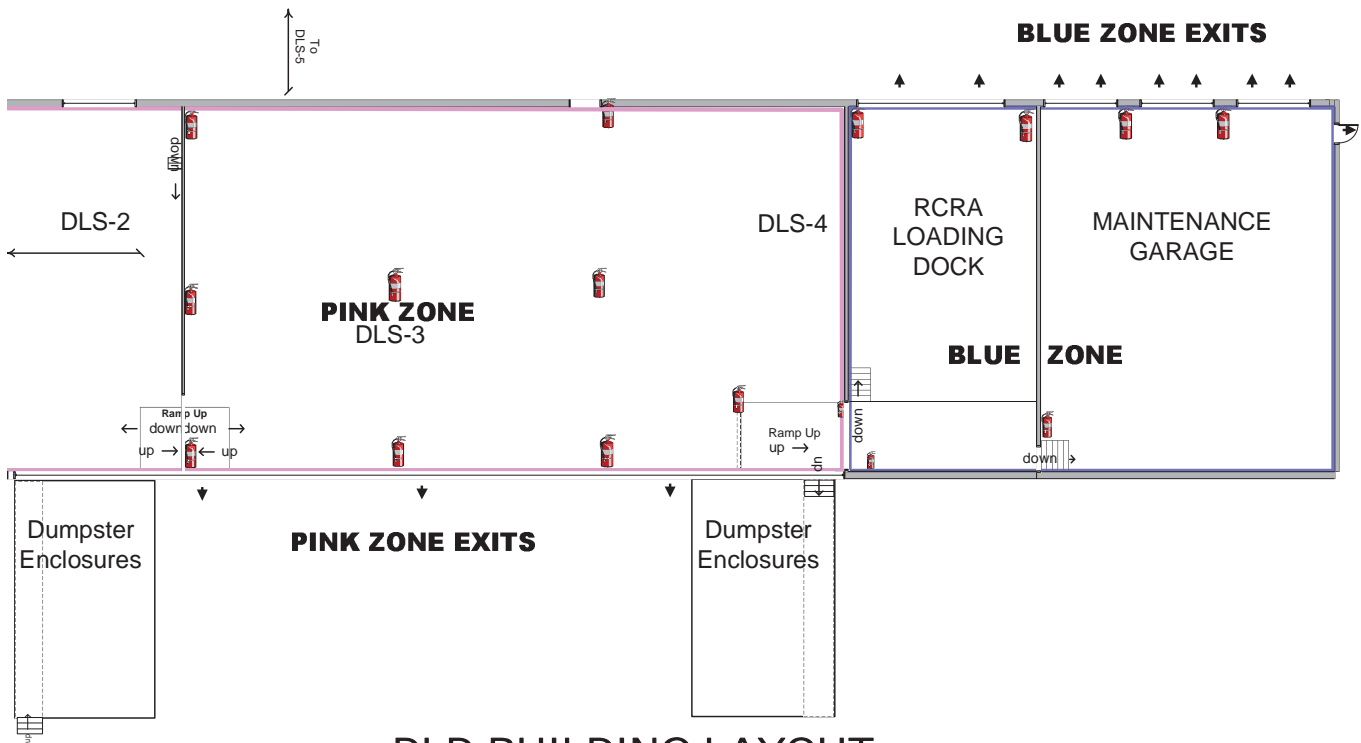 To
DLS-5
BLUE ZONE EXITS
down
DLS-2
DLS-4
RCRA
LOADING
DOCK
MAINTENANCE
GARAGE
PINK ZONE
DLS-3
BLUE ZONE
Ramp Up
down down
up up
Ramp Up
up
dn
down
down
Dumpster
Enclosures
PINK ZONE EXITS
Dumpster
Enclosures
dn